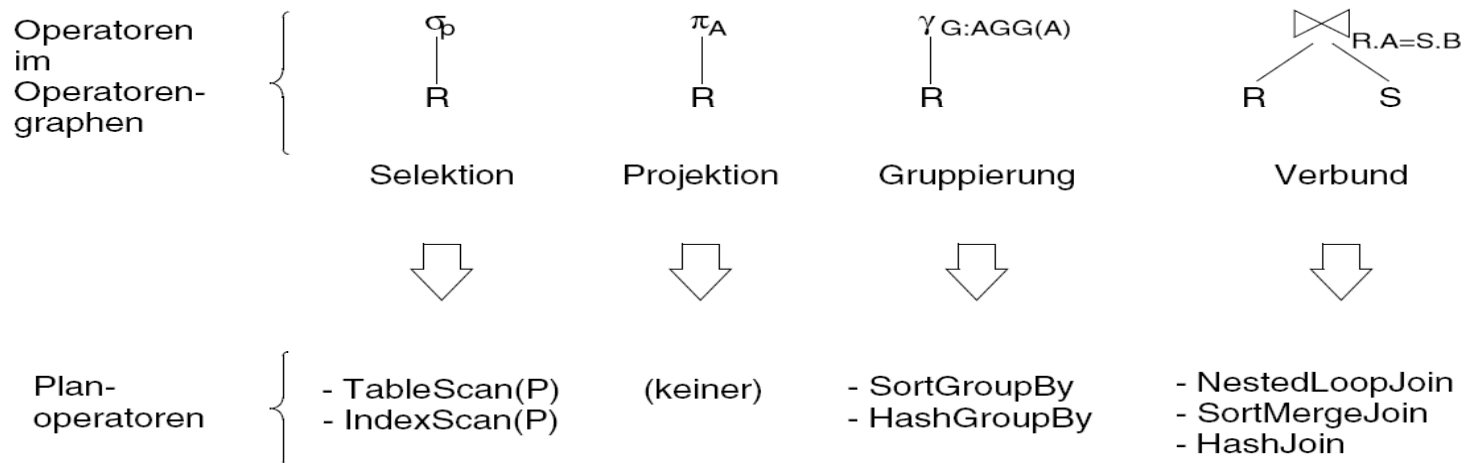 Operatoren
im
Operatoren-
graphen
σp
R
Selektion
πA
R
Projektion
γ G:AGG(A)
R
Gruppierung
R.A=S.B
R S
Verbund
Plan-
operatoren
- TableScan(P)
- IndexScan(P)
(keiner)
- SortGroupBy
- HashGroupBy
- NestedLoopJoin
- SortMergeJoin
- HashJoin